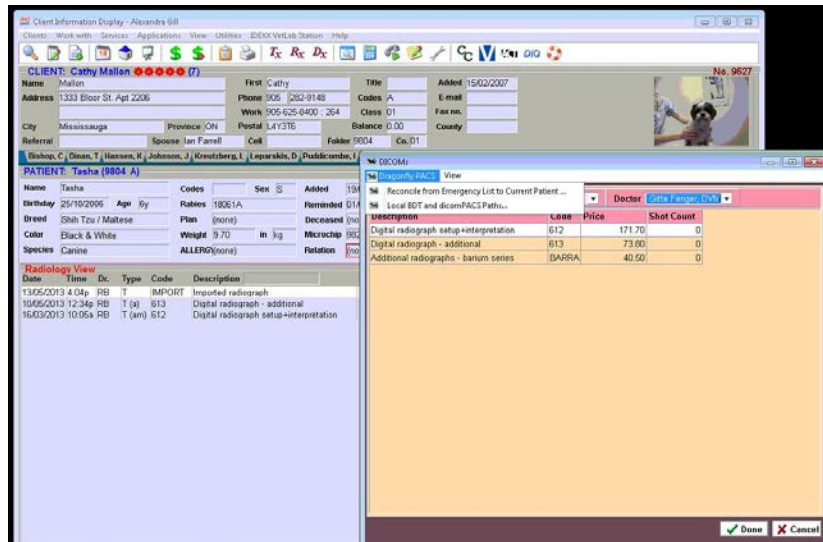 Client Information Display - Alexandra Gill
Clients Work with Services Applications View Utilities IDEXX VetLab Station Help
$ $ Tx Rx Dx
CLIENT: Cathy Mallon (7) No. 9627
Name Mallon First Cathy Title Added 15/02/2007
Address 1333 Bloor St. Apt 2206 Phone 905 282-9148 Codes A E-mail
Work 905-625-8400 : 264 Class 01 Fax no.
City Mississauga Province ON Postal L4Y3T6 Balance 0.00 County
Referral Spouse Ian Farrell Cell Folder 9804 Co. 01
Bishop, C Dinan, T Hansen, K Johnson, J Kreutzberg, L Leparskis, D Puddicombe,
PATIENT: Tasha (9804 A)
Name Tasha Codes Sex S Added
Birthday 25/10/2006 Age 6y Rabies 18061A Reminded
Breed Shih Tzu / Maltese Plan (none) Deceased
Color Black & White Weight 9.70 in kg Microchip
Species Canine ALLERGY (none) Relation
Radiology View
Date Time Dr. Type Code Description
13/05/2013 4:04p RB T IMPORT Imported radiograph
10/05/2013 12:34p RB T (a) 613 Digital radiograph - additional
16/03/2013 10:05a RB T (am) 612 Digital radiograph setup+interpretation
DICOMs
Dragonfly PACS View
Reconcile from Emergency List to Current Patient ...
Local BDT and dicomPACS Paths...
Doctor Gitte Fenger, DVM
Description Code Price Shot Count
Digital radiograph setup+interpretation 612 171.70 0
Digital radiograph - additional 613 73.80 0
Additional radiographs - barium series BARRA 40.50 0
Done Cancel